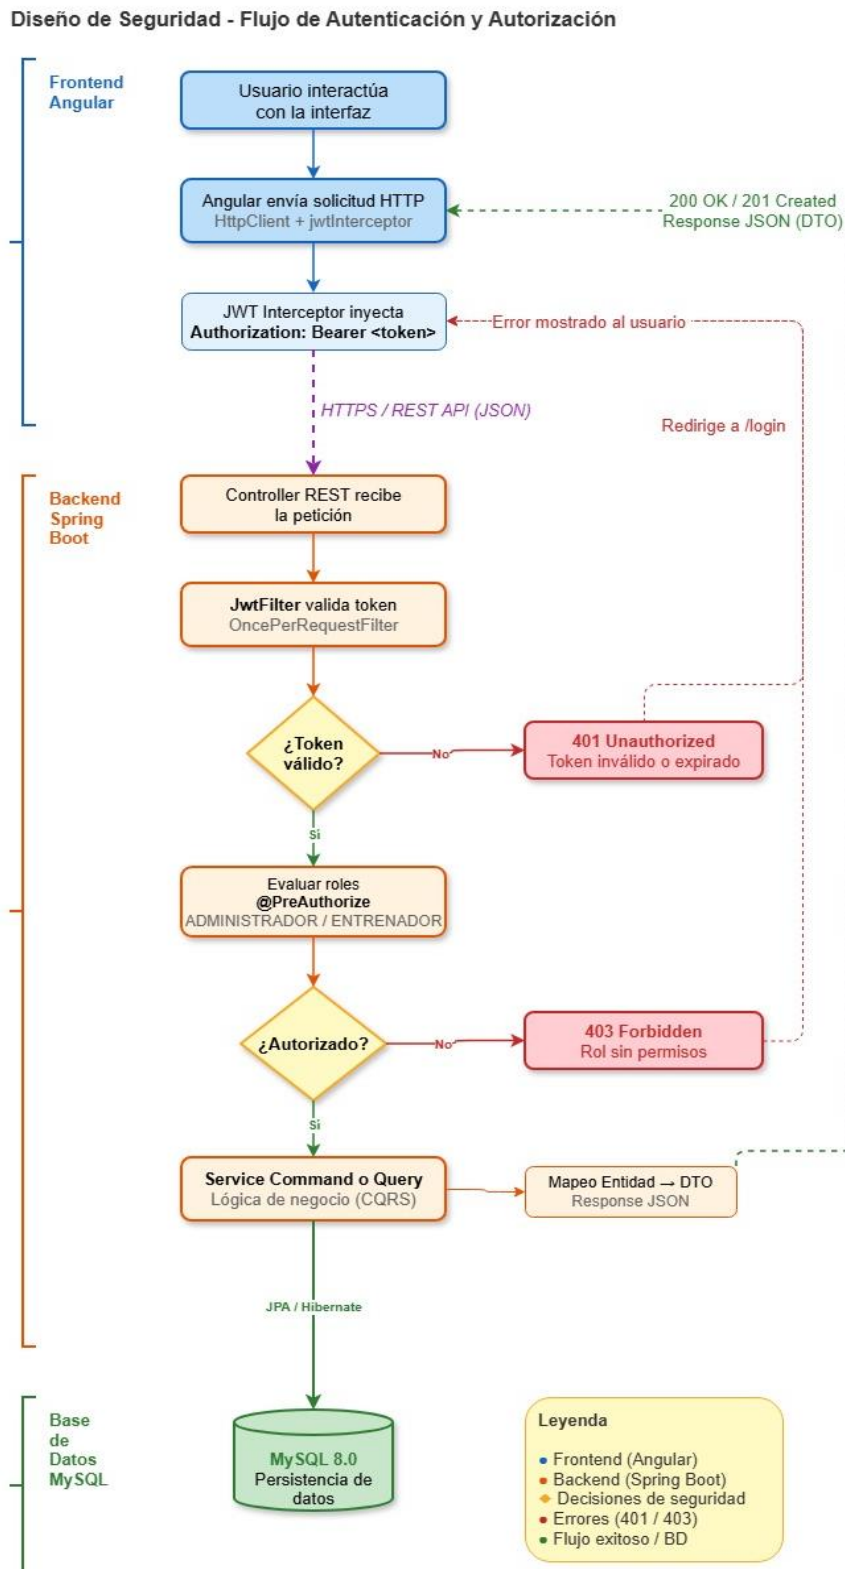 Diseño de Seguridad - Flujo de Autenticación y Autorización
Frontend
Angular
Usuario interactúa
con la interfaz
Angular envía solicitud HTTP
HttpClient + jwtInterceptor
200 OK / 201 Created
Response JSON (DTO)
JWT Interceptor inyecta
Authorization: Bearer <token>
Error mostrado al usuario
HTTPS / REST API (JSON)
Redirige a /login
Backend
Spring
Boot
Controller REST recibe
la petición
JwtFilter valida token
OncePerRequestFilter
¿Token
válido?
No
401 Unauthorized
Token inválido o expirado
Sí
Evaluar roles
@PreAuthorize
ADMINISTRADOR / ENTRENADOR
¿Autorizado?
No
403 Forbidden
Rol sin permisos
Sí
Service Command o Query
Lógica de negocio (CQRS)
Mapeo Entidad → DTO
Response JSON
JPA / Hibernate
Base
de
Datos
MySQL
MySQL 8.0
Persistencia de
datos
Leyenda
Frontend (Angular)
Backend (Spring Boot)
Decisiones de seguridad
Errores (401 / 403)
Flujo exitoso / BD